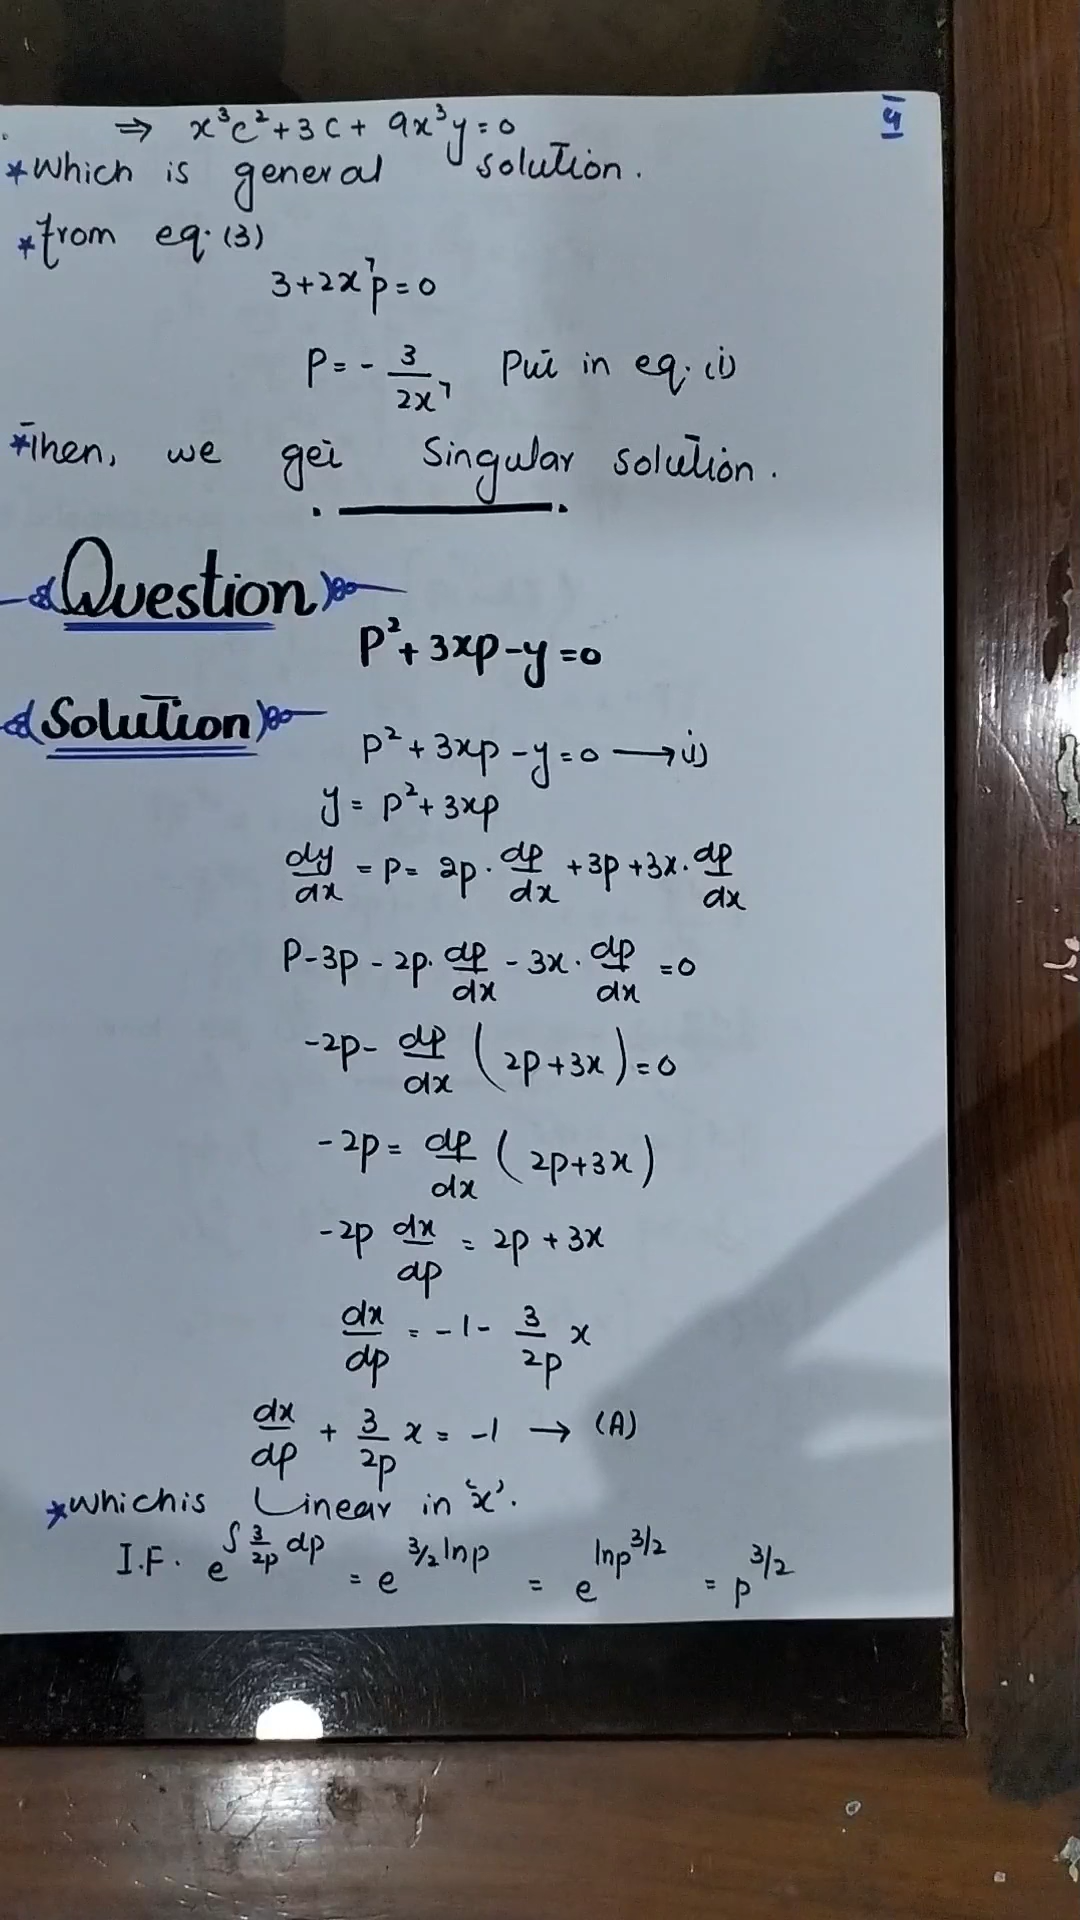 ⇒ x³c² + 3c + 9x³y = 0
4
*Which is general solution.
*from eq. (3)
3+2x⁷p = 0
P = - 3/2x⁷ Put in eq. (i)
*Then, we get Singular solution.
Question
P² + 3xp - y = 0
Solution
P² + 3xp - y = 0 → (i)
y = p² + 3xp
dy/dx = P = 2p · dp/dx + 3p + 3x · dp/dx
P - 3p - 2p · dp/dx - 3x · dp/dx = 0
-2p - dp/dx (2p + 3x) = 0
-2p = dp/dx (2p + 3x)
-2p dx/dp = 2p + 3x
dx/dp = -1 - 3/2p x
dx/dp + 3/2p x = -1 → (A)
*Which is Linear in 'x'.
I.F. e^∫ 3/2p dp = e^3/2 ln p = e^ln p^3/2 = p^3/2